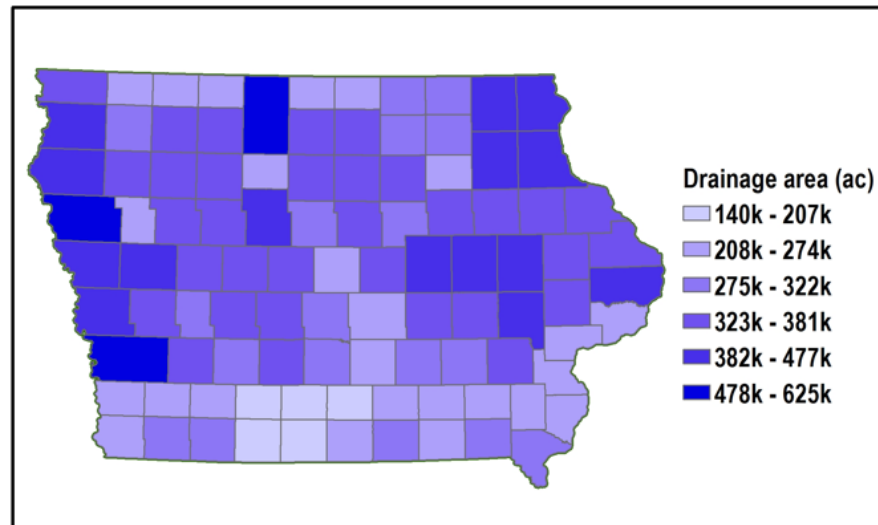 Drainage area (ac)
140k - 207k
208k - 274k
275k - 322k
323k - 381k
382k - 477k
478k - 625k